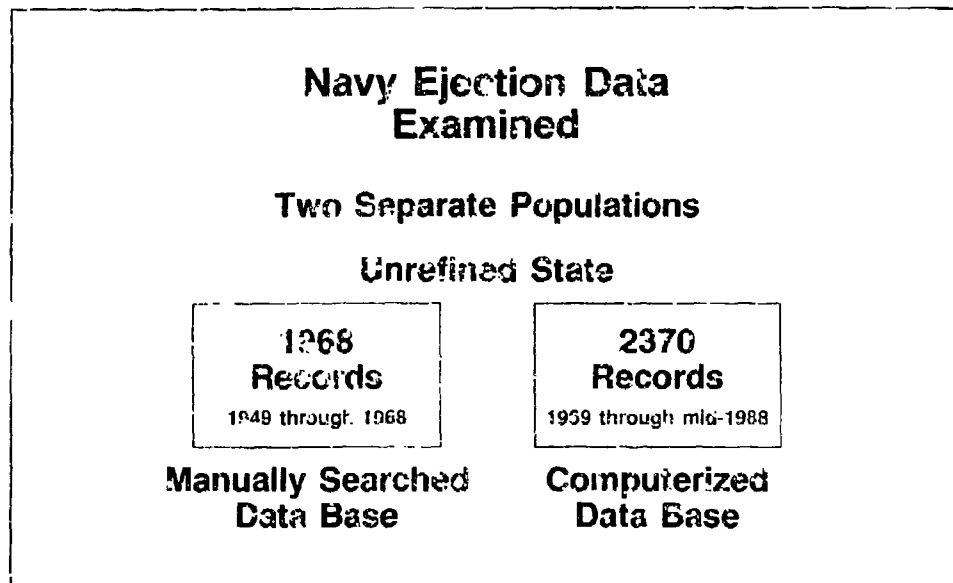 Navy Ejection Data
Examined
Two Separate Populations
Unrefined State
Records
1949 through 1968
Manually Searched
Data Base
2370
Records
through mid-1988
Computerized
Data Base